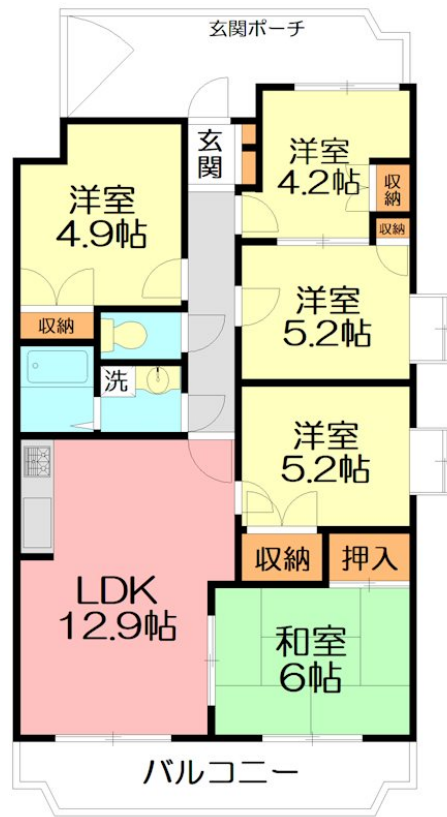 玄関ポーチ
玄関
洋室
4.2帖
収納
収納
洋室
4.9帖
収納
洋室
5.2帖
洗
洋室
5.2帖
収納
押入
LDK
12.9帖
和室
6帖
バルコニー